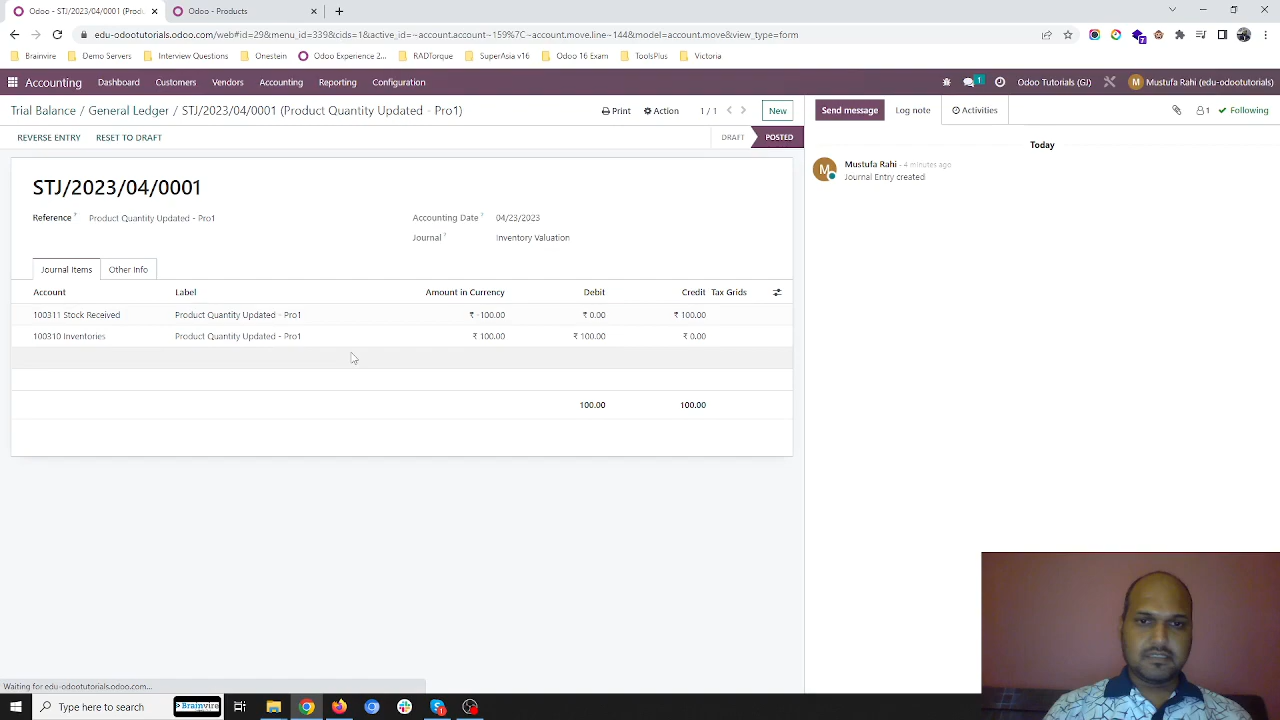 Odoo - STJ/2023/04/0001 (Prod
Odoo - Products
edu-odootutorials.odoo.com/web#id=29&menu_id=339&cids=1&active_id=~account.account~159%7C~account.move.line~144&model=account.move&view_type=form
Brainvire
Demo Servers
Interview Questions
Onestein
Odoo Experience 2...
RADforque
SuperAsia v16
Odoo 16 Exam
ToolsPlus
Victoria
Accounting Dashboard Customers Vendors Accounting Reporting Configuration
1 Odoo Tutorials (GJ) M Mustufa Rahi (edu-odootutorials)
Trial Balance / General Ledger / STJ/2023/04/0001 (Product Quantity Updated - Pro1)
Print Action 1 / 1 New
Send message Log note Activities 1 Following
REVERSE ENTRY RESET TO DRAFT DRAFT POSTED
Today
M Mustufa Rahi - 4 minutes ago
Journal Entry created
STJ/2023/04/0001
Reference ? Product Quantity Updated - Pro1
Accounting Date ? 04/23/2023
Journal ? Inventory Valuation
Journal Items Other Info
Account Label Amount in Currency Debit Credit Tax Grids
100311 Stock Received Product Quantity Updated - Pro1 ₹ -100.00 ₹ 0.00 ₹ 100.00
100310 Inventories Product Quantity Updated - Pro1 ₹ 100.00 ₹ 100.00 ₹ 0.00
100.00 100.00
Waiting for edu-odootutorials.odoo.com...
Type here to search
>Brainvire